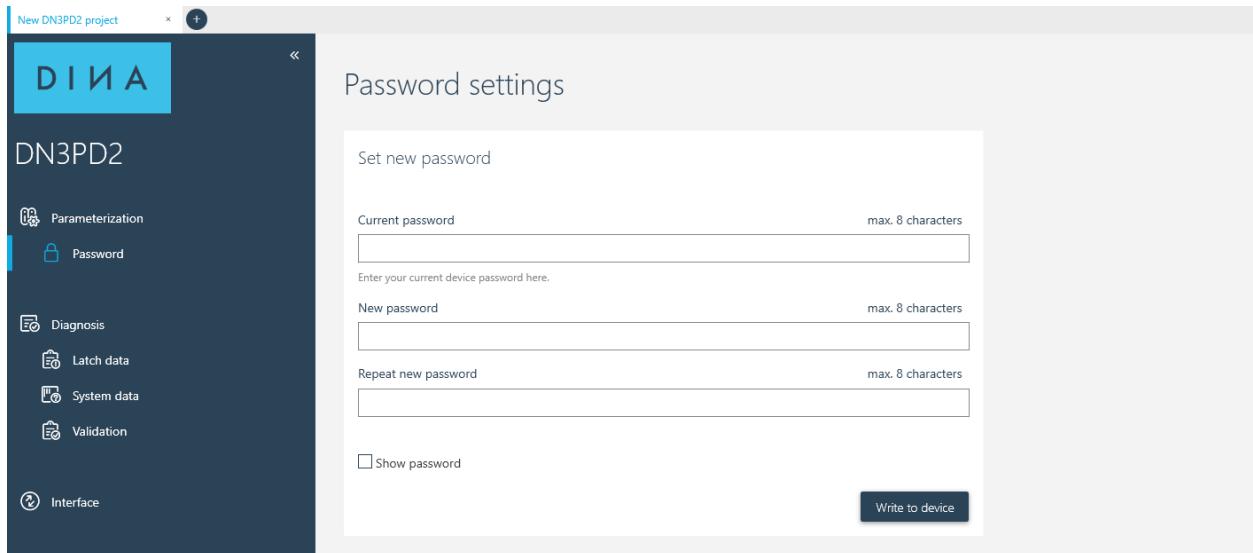 New DN3PD2 project × +
«
DINA
DN3PD2
Parameterization
Password
Diagnosis
Latch data
System data
Validation
Interface
Password settings
Set new password
Current password max. 8 characters
Enter your current device password here.
New password max. 8 characters
Repeat new password max. 8 characters
Show password
Write to device